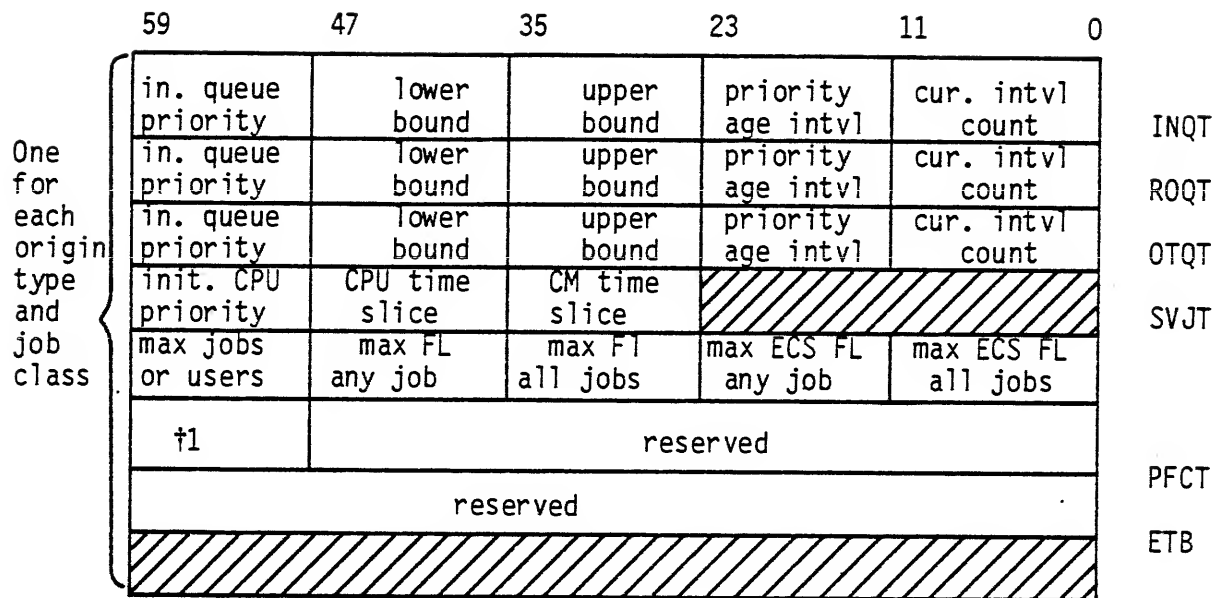 59 47 35 23 11 0
in. queue lower upper priority cur. intvl
priority bound bound age intvl count INQT
One in. queue lower upper priority cur. intvl
for priority bound bound age intvl count ROQT
each in. queue lower upper priority cur. intvl
origin priority bound bound age intvl count OTQT
type init. CPU CPU time CM time
and priority slice slice SVJT
job max jobs max FL max Fl max ECS FL max ECS FL
class or users any job all jobs any job all jobs
†1 reserved
PFCT
reserved
ETB